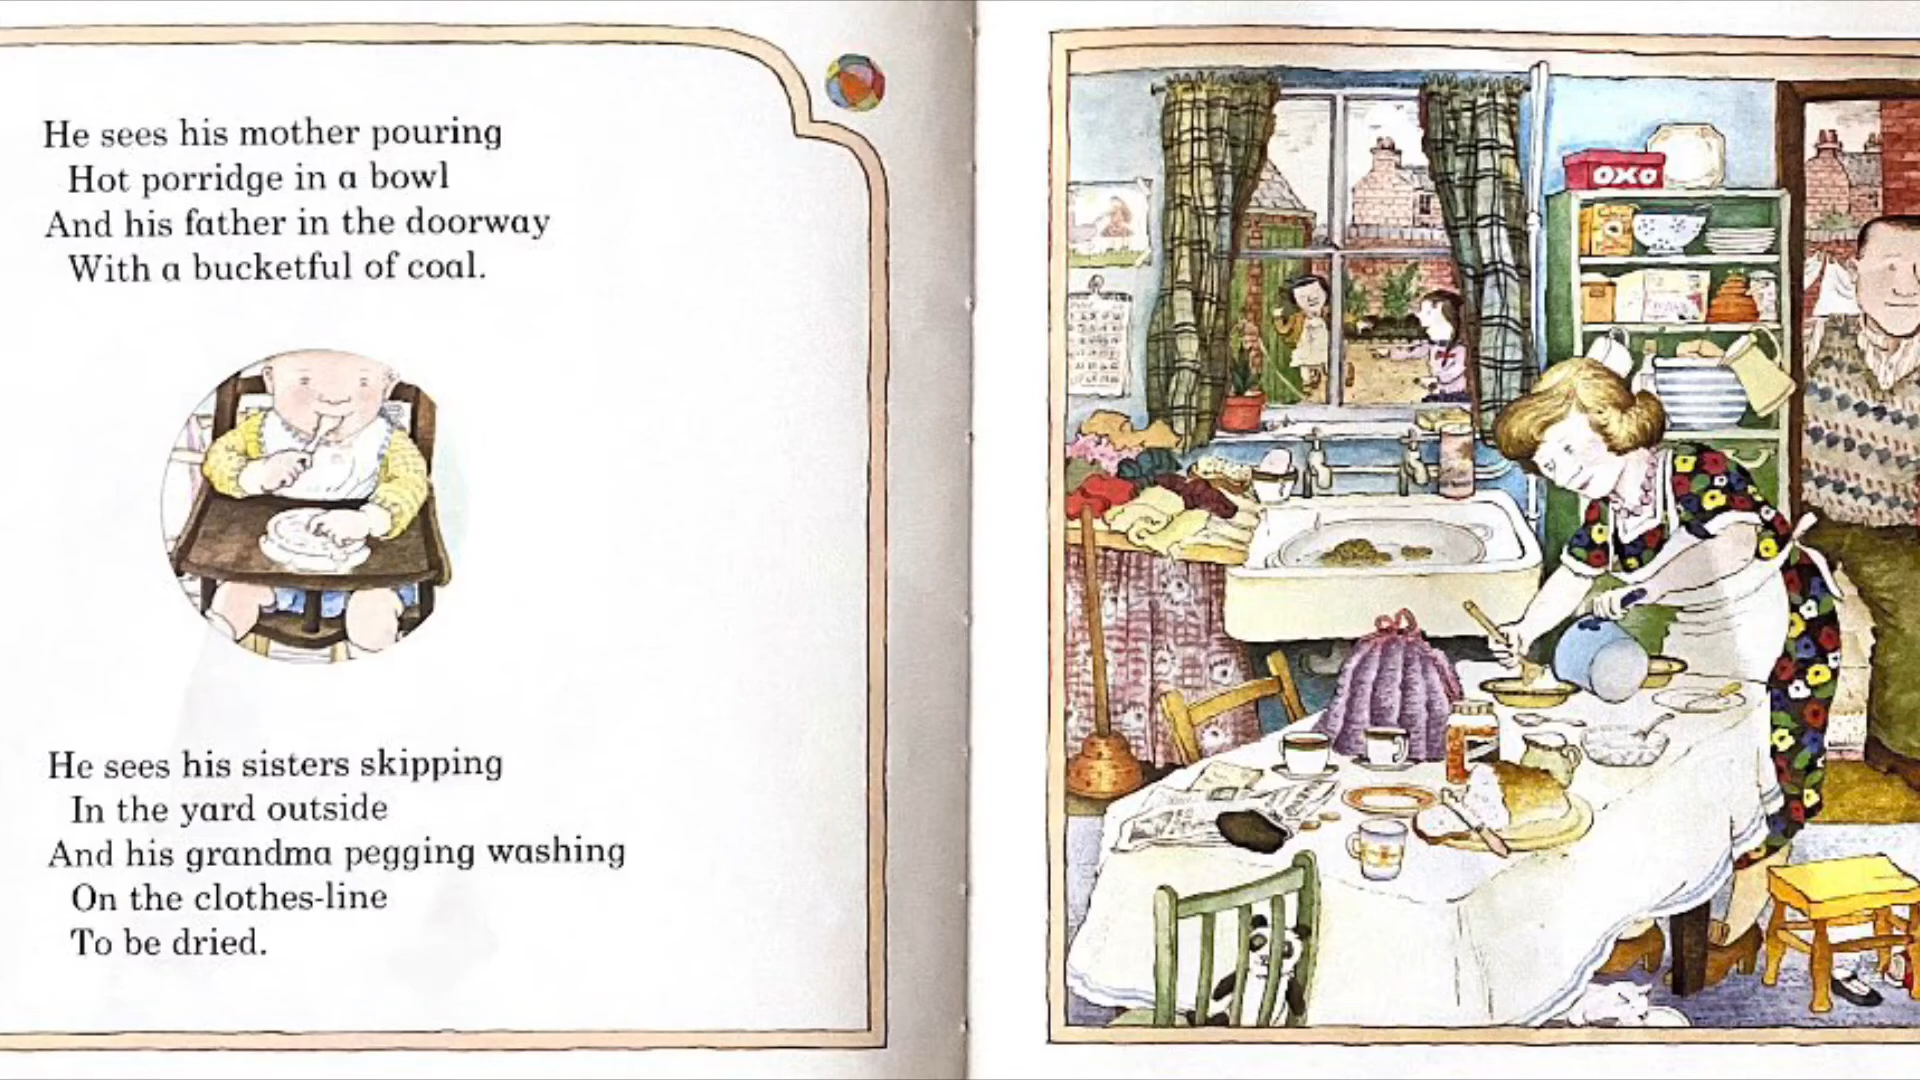 He sees his mother pouring
Hot porridge in a bowl
And his father in the doorway
With a bucketful of coal.
He sees his sisters skipping
In the yard outside
And his grandma pegging washing
On the clothes-line
To be dried.
OXO